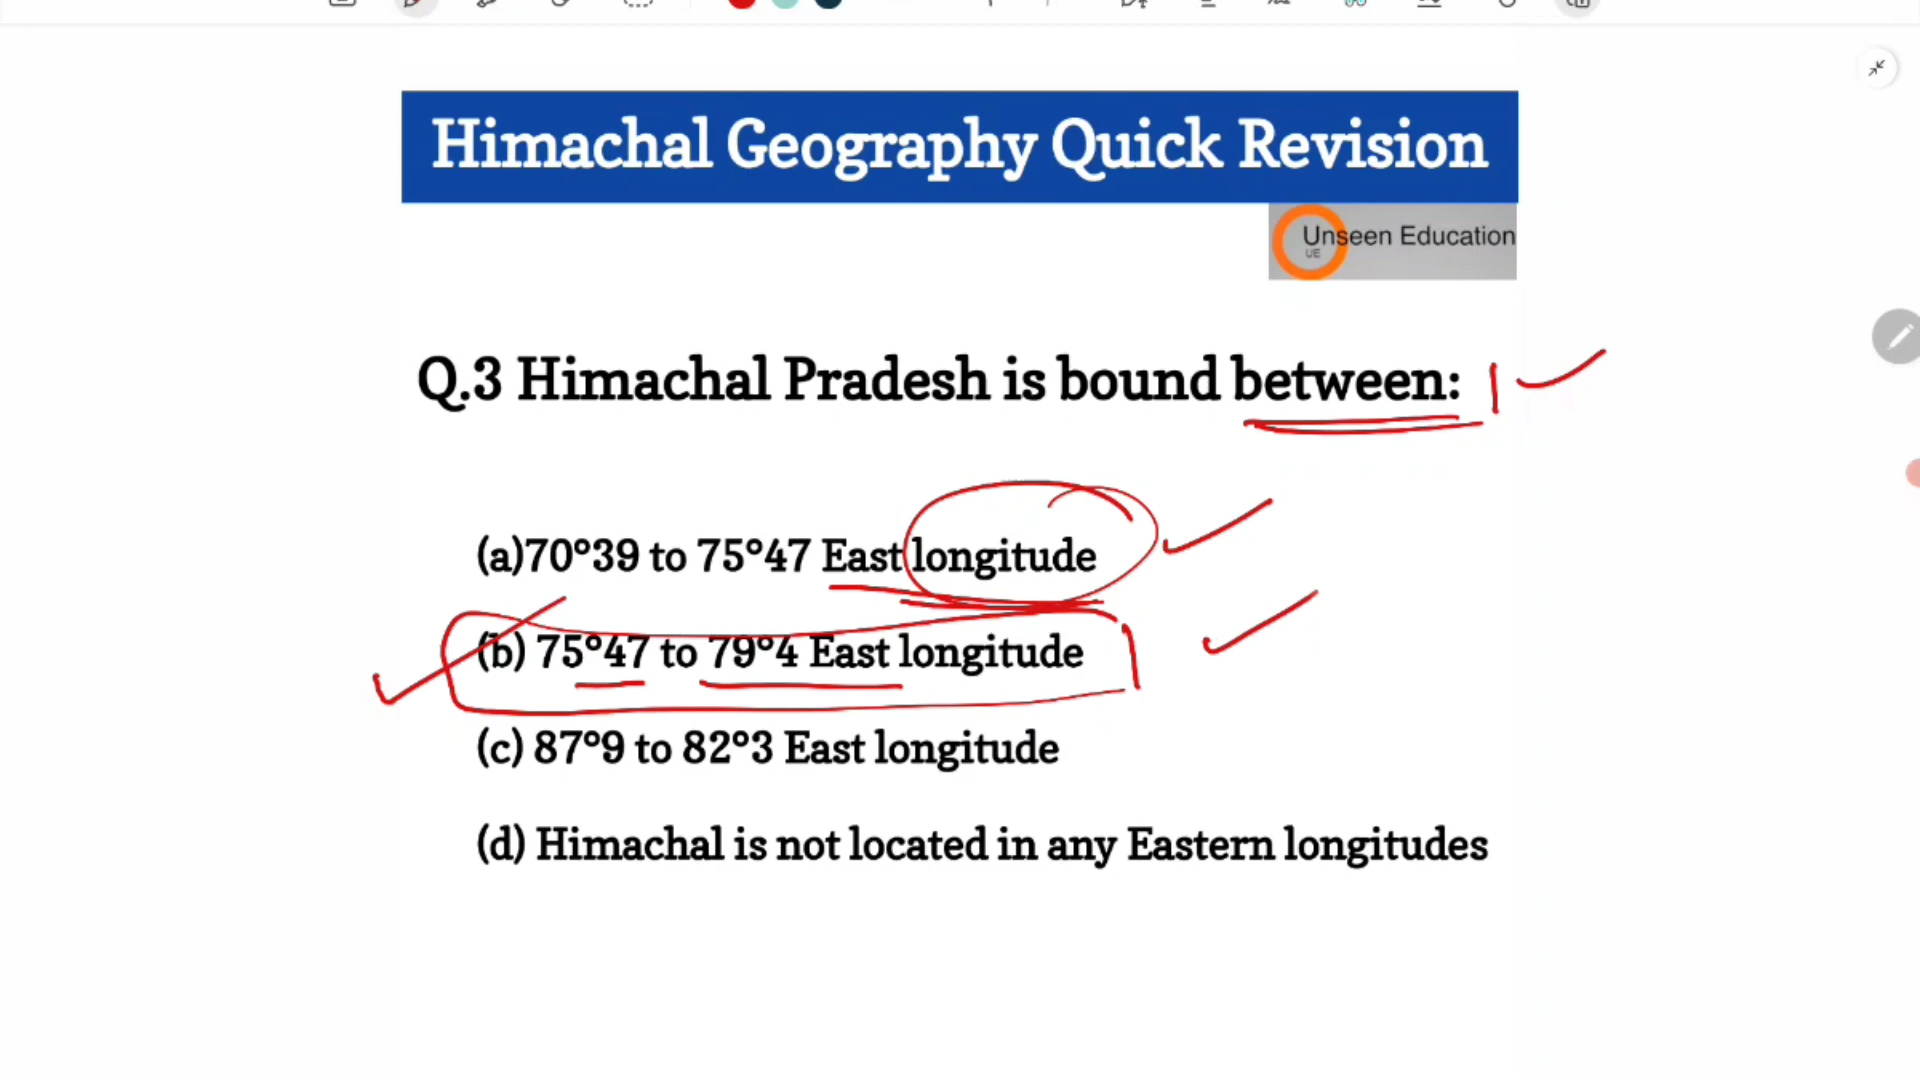 Himachal Geography Quick Revision
Unseen Education
UE
Q.3 Himachal Pradesh is bound between:
(a)70°39 to 75°47 East longitude
(b) 75°47 to 79°4 East longitude
(c) 87°9 to 82°3 East longitude
(d) Himachal is not located in any Eastern longitudes